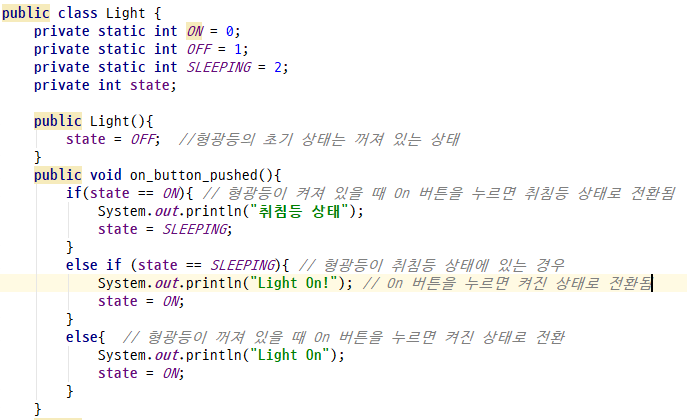 public class Light {
    private static int ON = 0;
    private static int OFF = 1;
    private static int SLEEPING = 2;
    private int state;
    public Light(){
        state = OFF;  //형광등의 초기 상태는 꺼져 있는 상태
    }
    public void on_button_pushed(){
        if(state == ON){ // 형광등이 켜져 있을 때 On 버튼을 누르면 취침등 상태로 전환됨
            System.out.println("취침등 상태");
            state = SLEEPING;
        }
        else if (state == SLEEPING){ // 형광등이 취침등 상태에 있는 경우
            System.out.println("Light On!"); // On 버튼을 누르면 켜진 상태로 전환됨
            state = ON;
        }
        else{  // 형광등이 꺼져 있을 때 On 버튼을 누르면 켜진 상태로 전환
            System.out.println("Light On");
            state = ON;
        }
    }